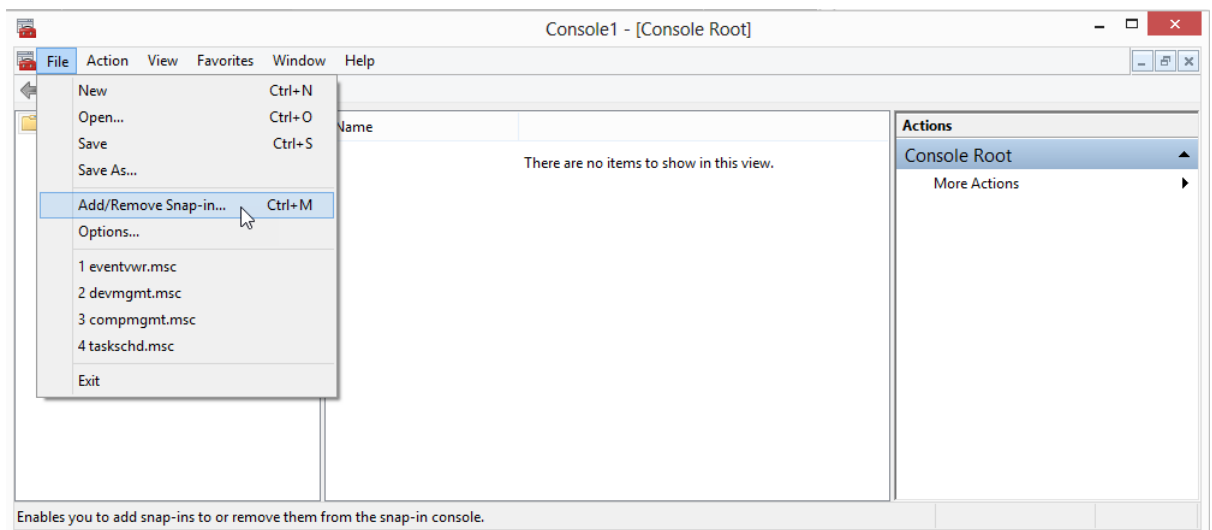 Console1 - [Console Root]
File Action View Favorites Window Help
New Ctrl+N
Open... Ctrl+O
Save Ctrl+S
Save As...
Add/Remove Snap-in... Ctrl+M
Options...
1 eventvwr.msc
2 devmgmt.msc
3 compmgmt.msc
4 taskschd.msc
Exit
Name
There are no items to show in this view.
Actions
Console Root
More Actions
Enables you to add snap-ins to or remove them from the snap-in console.